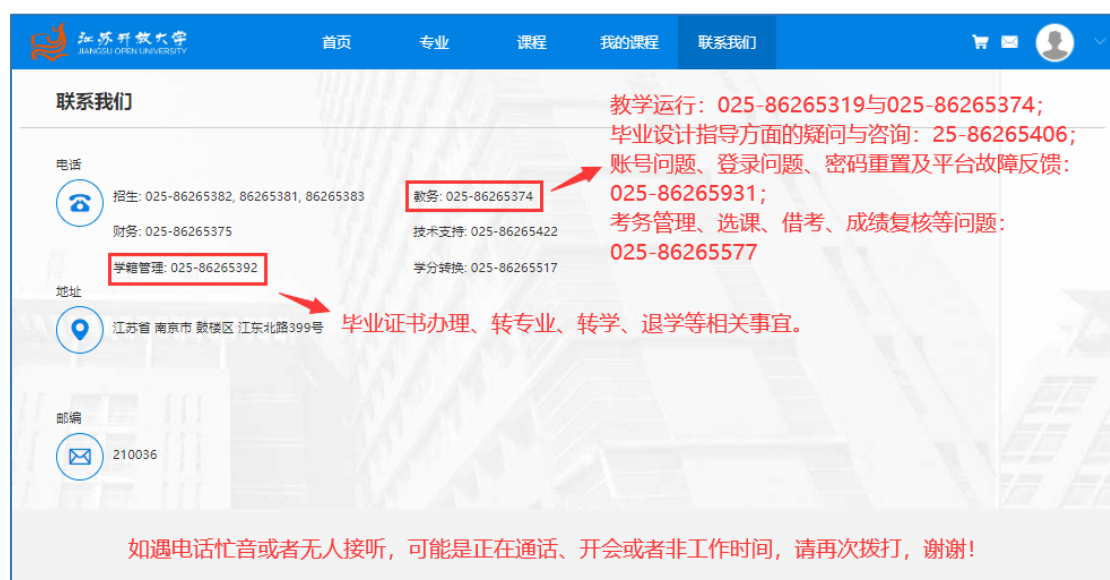 江苏开放大学
JIANGSU OPEN UNIVERSITY
首页 专业 课程 我的课程 联系我们
联系我们
教学运行：025-86265319与025-86265374；
毕业设计指导方面的疑问与咨询：25-86265406；
账号问题、登录问题、密码重置及平台故障反馈：
025-86265931；
考务管理、选课、借考、成绩复核等问题：
025-86265577
电话
招生: 025-86265382, 86265381, 86265383
教务: 025-86265374
财务: 025-86265375
技术支持: 025-86265422
学籍管理: 025-86265392
学分转换: 025-86265517
毕业证书办理、转专业、转学、退学等相关事宜。
地址
江苏省 南京市 鼓楼区 江东北路399号
邮编
210036
如遇电话忙音或者无人接听，可能是正在通话、开会或者非工作时间，请再次拨打，谢谢！